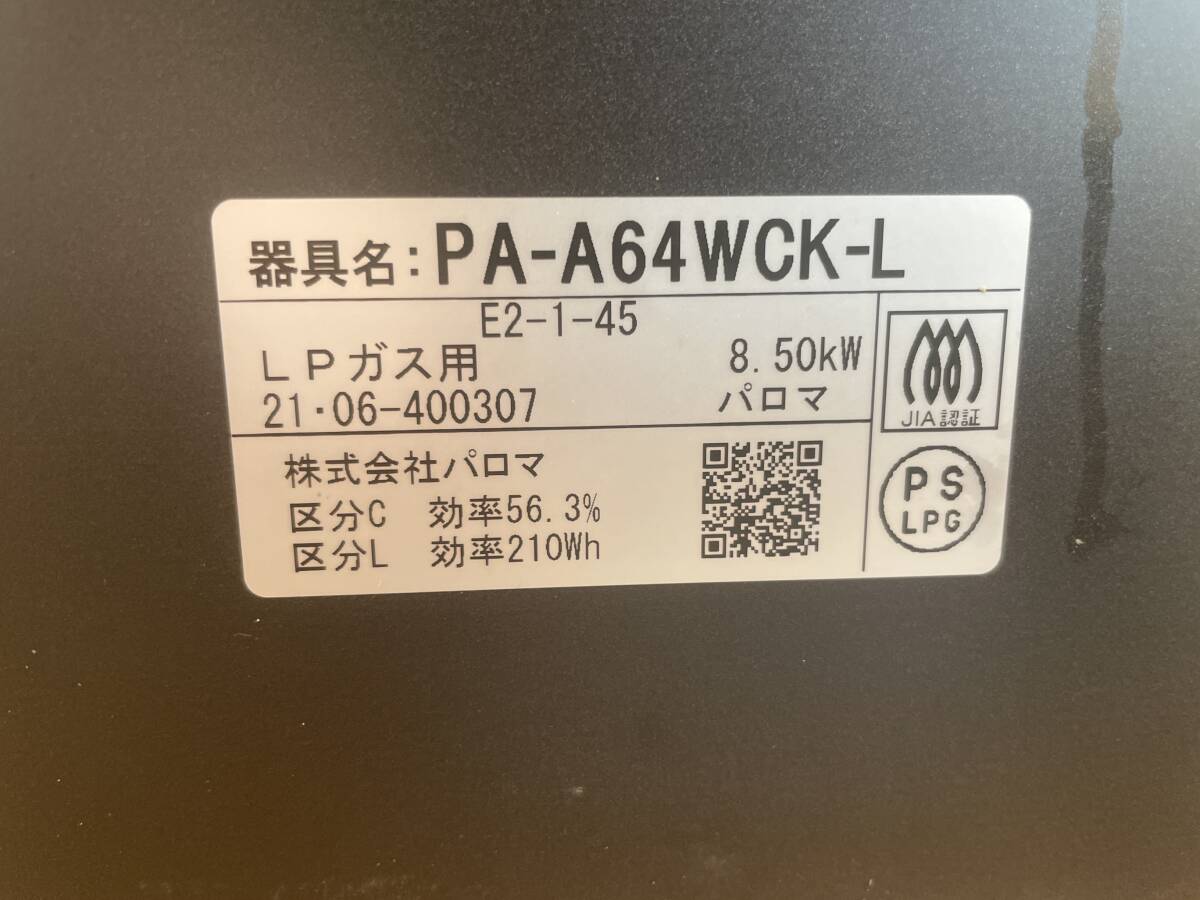 器具名:PA-A64WCK-L
E2-1-45
LPガス用 8.50kW
21・06-400307 パロマ
JIA認証
株式会社パロマ
区分C 効率56.3%
区分L 効率210Wh
PS
LPG